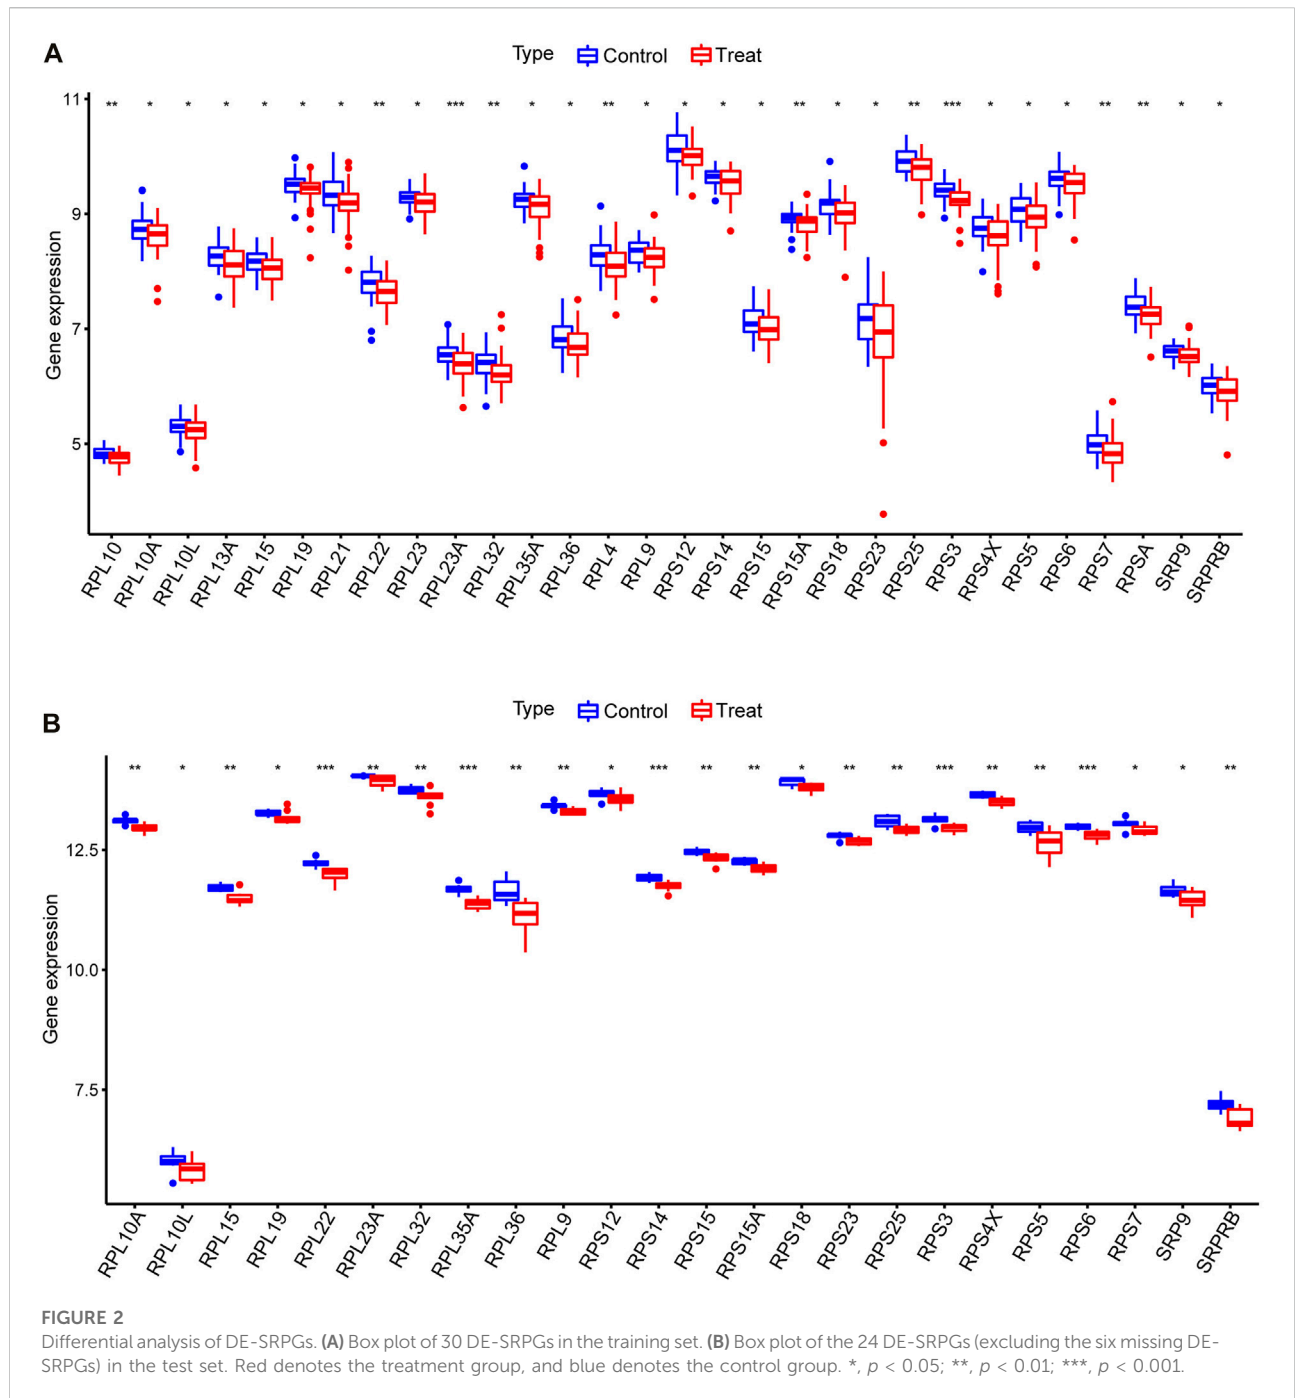 A
Type Control Treat
** * * * * * * ** * *** ** * * ** * * * * ** * * ** *** * * * ** ** * *
Gene expression
11
9
7
5
RPL10 RPL10A RPL10L RPL13A RPL15 RPL19 RPL21 RPL22 RPL23 RPL23A RPL32 RPL35A RPL36 RPL4 RPL9 RPS12 RPS14 RPS15 RPS15A RPS18 RPS23 RPS25 RPS3 RPS4X RPS5 RPS6 RPS7 RPSA SRP9 SRPRB
B
Type Control Treat
** * ** * *** ** ** *** ** ** * *** ** ** * ** ** *** ** ** *** * * **
Gene expression
12.5
10.0
7.5
RPL10A RPL10L RPL15 RPL19 RPL22 RPL23A RPL32 RPL35A RPL36 RPL9 RPS12 RPS14 RPS15 RPS15A RPS18 RPS23 RPS25 RPS3 RPS4X RPS5 RPS6 RPS7 SRP9 SRPRB
FIGURE 2
Differential analysis of DE-SRPGs. (A) Box plot of 30 DE-SRPGs in the training set. (B) Box plot of the 24 DE-SRPGs (excluding the six missing DE-
SRPGs) in the test set. Red denotes the treatment group, and blue denotes the control group. *, p < 0.05; **, p < 0.01; ***, p < 0.001.